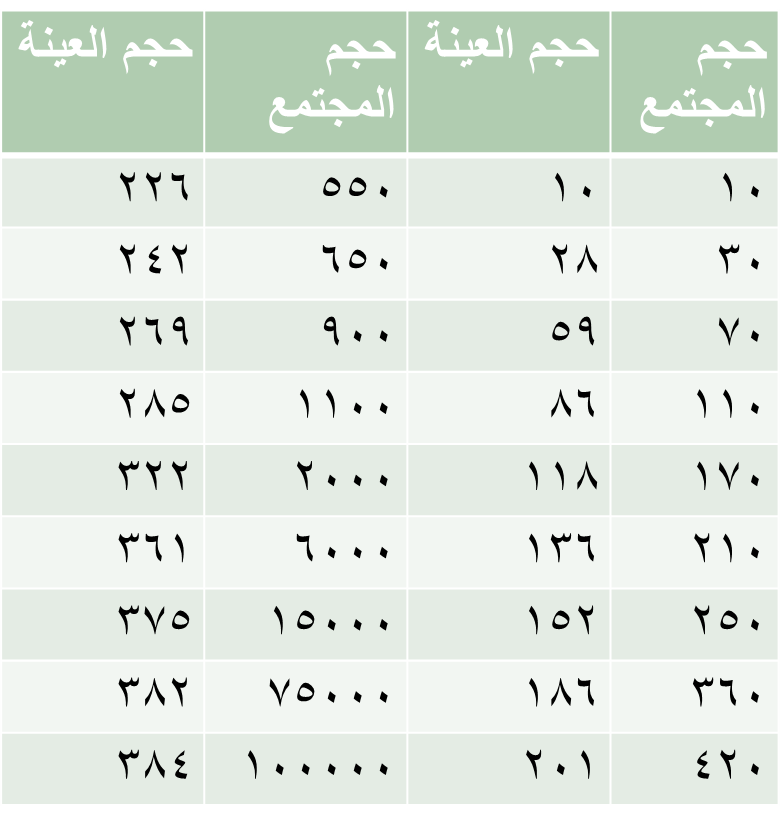 حجم المجتمع	حجم العينة	حجم المجتمع	حجم العينة
١٠	١٠	٥٥٠	٢٢٦
٣٠	٢٨	٦٥٠	٢٤٢
٧٠	٥٩	٩٠٠	٢٦٩
١١٠	٨٦	١١٠٠	٢٨٥
١٧٠	١١٨	٢٠٠٠	٣٢٢
٢١٠	١٣٦	٦٠٠٠	٣٦١
٢٥٠	١٥٢	١٥٠٠٠	٣٧٥
٣٦٠	١٨٦	٧٥٠٠٠	٣٨٢
٤٢٠	٢٠١	١٠٠٠٠٠	٣٨٤